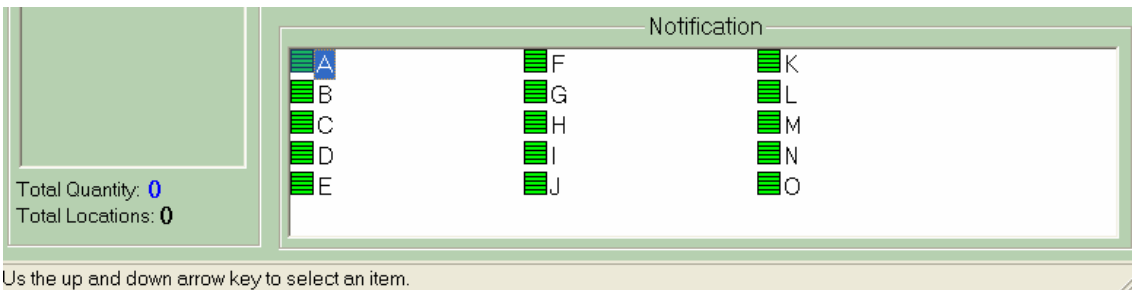 Notification
A F K
B G L
C H M
D I N
E J O
Total Quantity: 0
Total Locations: 0
Us the up and down arrow key to select an item.